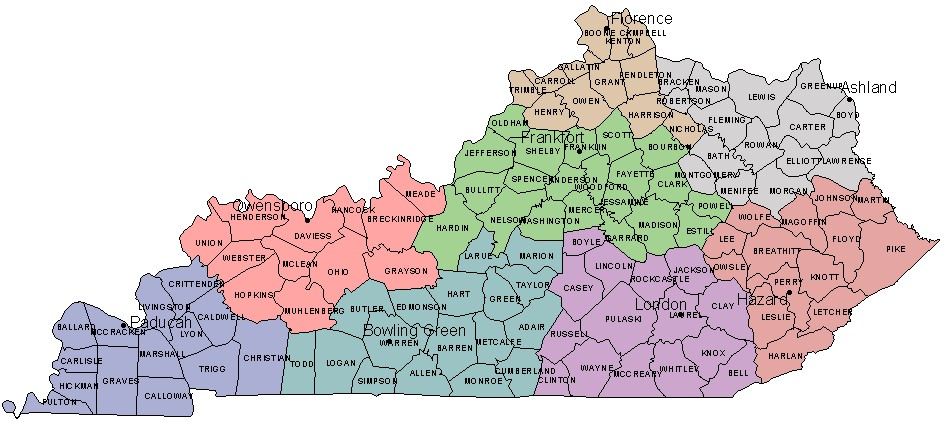 Florence
BOONE CAMPBELL
KENTON
GALLATIN
PENDLETON
CARROLL
GRANT
BRACKEN
TRIMBLE
OWEN
MASON
LEWIS
GREENUP
Ashland
ROBERTSON
HENRY
HARRISON
BOYD
OLDHAM
FLEMING
CARTER
NICHOLAS
SCOTT
Frankfort
FRANKLIN
BOURBON
ROWAN
JEFFERSON
SHELBY
BATH
ELLIOTT
LAWRENCE
MEADE
SPENCER
ANDERSON
FAYETTE
MONTGOMERY
BULLITT
WOODFORD
CLARK
MENIFEE
MORGAN
JOHNSON
MARTIN
Owensboro
HANCOCK
HENDERSON
BRECKINRIDGE
MERCER
JESSAMINE
POWELL
NELSON
WASHINGTON
MADISON
WOLFE
MAGOFFIN
HARDIN
DAVIESS
GARRARD
ESTILL
LEE
FLOYD
UNION
BOYLE
BREATHITT
PIKE
WEBSTER
MCLEAN
OHIO
GRAYSON
LARUE
MARION
LINCOLN
JACKSON
OWSLEY
ROCKCASTLE
KNOTT
CRITTENDEN
PERRY
TAYLOR
CASEY
HOPKINS
HART
GREEN
Hazard
LIVINGSTON
MUHLENBERG
BUTLER
EDMONSON
London
CLAY
LETCHER
CALDWELL
PULASKI
LAUREL
LESLIE
Paducah
BALLARD
MCCRACKEN
LYON
Bowling Green
WARREN
ADAIR
RUSSELL
METCALFE
BARREN
MARSHALL
CHRISTIAN
KNOX
HARLAN
CARLISLE
TODD
LOGAN
TRIGG
ALLEN
CUMBERLAND
WAYNE
WHITLEY
MCCREARY
BELL
HICKMAN
GRAVES
SIMPSON
MONROE
CLINTON
CALLOWAY
FULTON